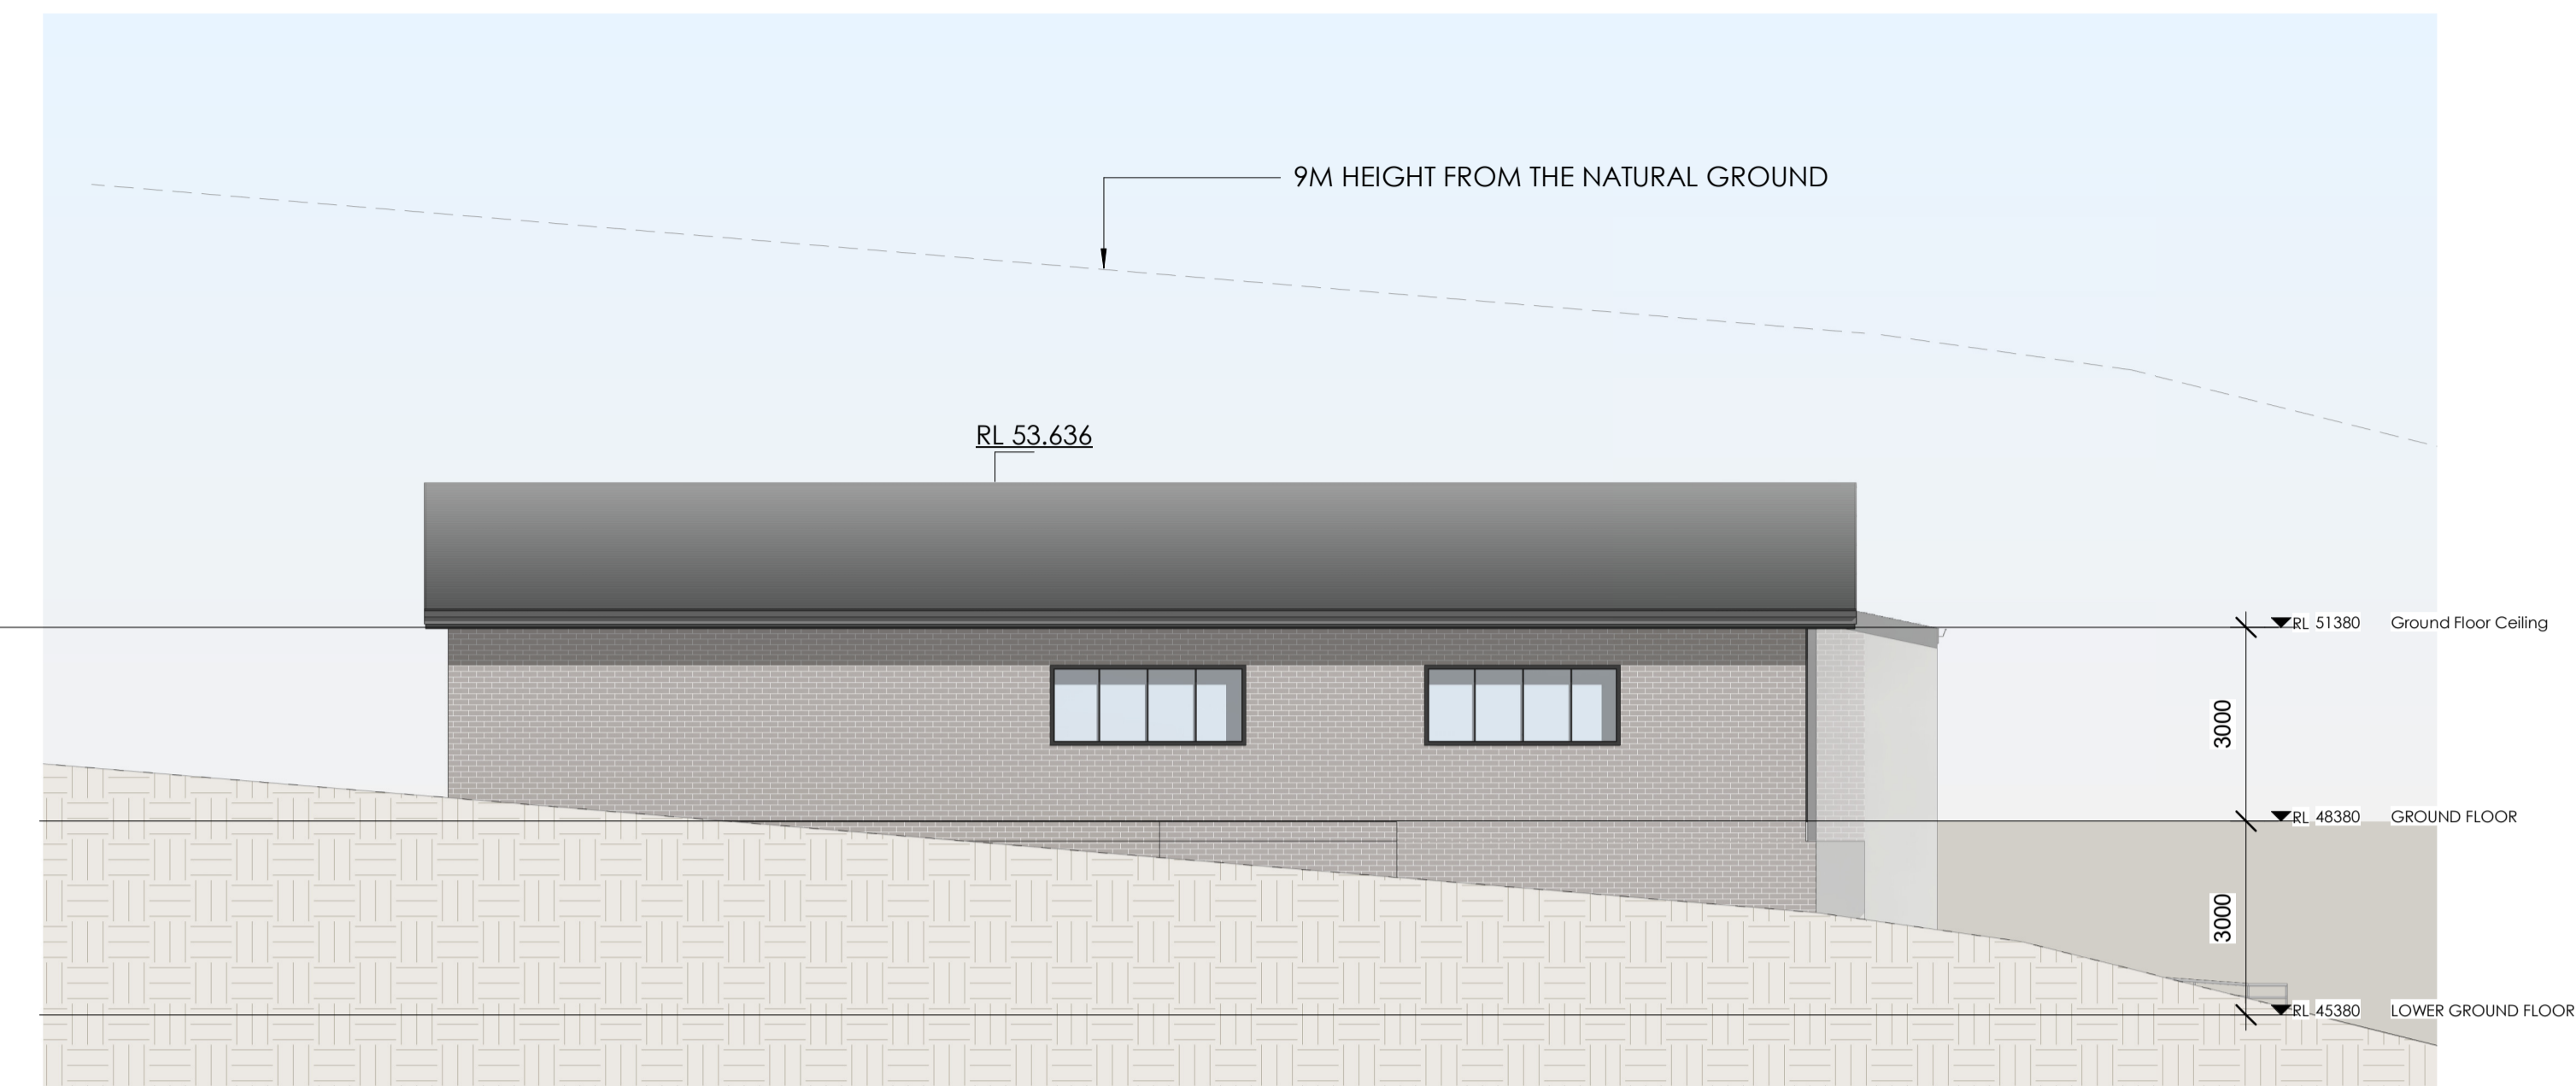 9M HEIGHT FROM THE NATURAL GROUND
RL 53.636
RL 51380 Ground Floor Ceiling
3000
RL 48380 GROUND FLOOR
3000
RL 45380 LOWER GROUND FLOOR